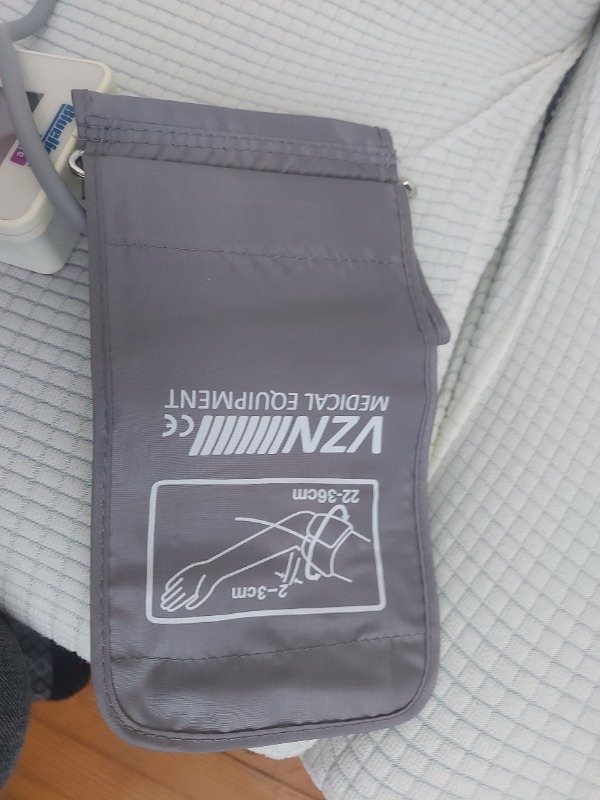 22-36cm
2-3cm
VZN CE
MEDICAL EQUIPMENT